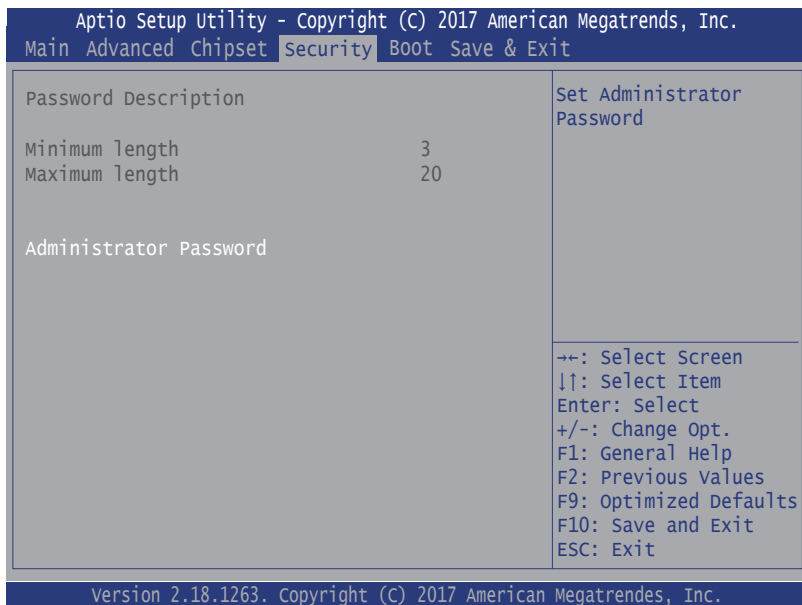 Aptio Setup Utility - Copyright (C) 2017 American Megatrends, Inc.
Main Advanced Chipset Security Boot Save & Exit
Password Description
Minimum length 3
Maximum length 20
Administrator Password
Set Administrator
Password
→←: Select Screen
↓↑: Select Item
Enter: Select
+/-: Change Opt.
F1: General Help
F2: Previous Values
F9: Optimized Defaults
F10: Save and Exit
ESC: Exit
Version 2.18.1263. Copyright (C) 2017 American Megatrendes, Inc.